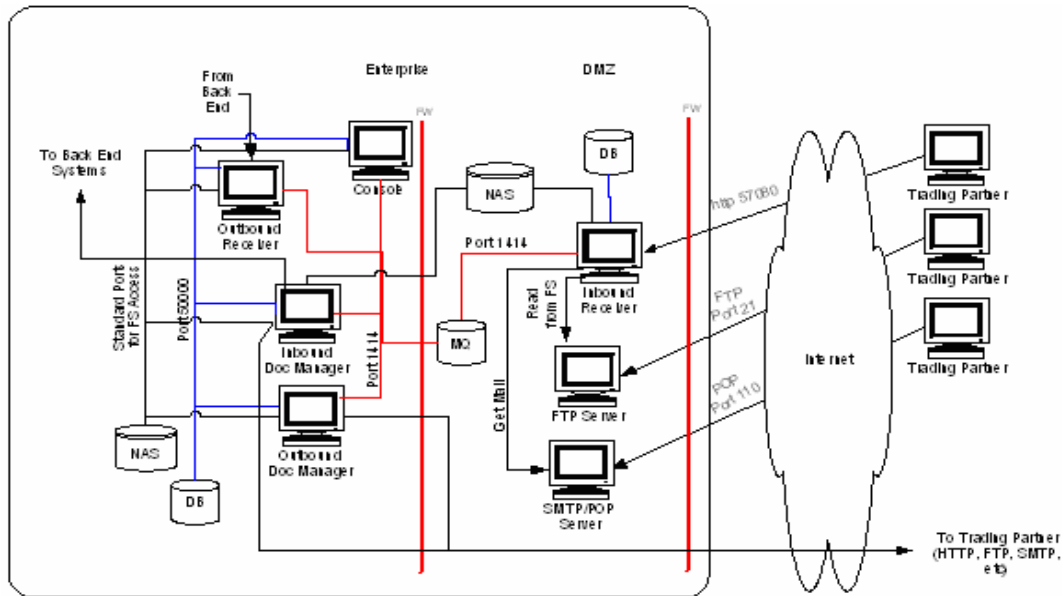 Enterprise
DMZ
From
Back
End
FW
FW
To Back End
Systems
Console
Outbound
Receiver
NAS
DB
http 57080
Trading Partner
Port 1414
Inbound
Receiver
Trading Partner
Standard Ports
for FS Access
Port 50000
Read
from FS
FTP
Port 21
MQ
Inbound
Doc Manager
Port 1414
Internet
Trading Partner
Get Mail
FTP Server
POP
Port 110
NAS
Outbound
Doc Manager
DB
SMTP/POP
Server
To Trading Partner
(HTTP, FTP, SMTP,
etc)